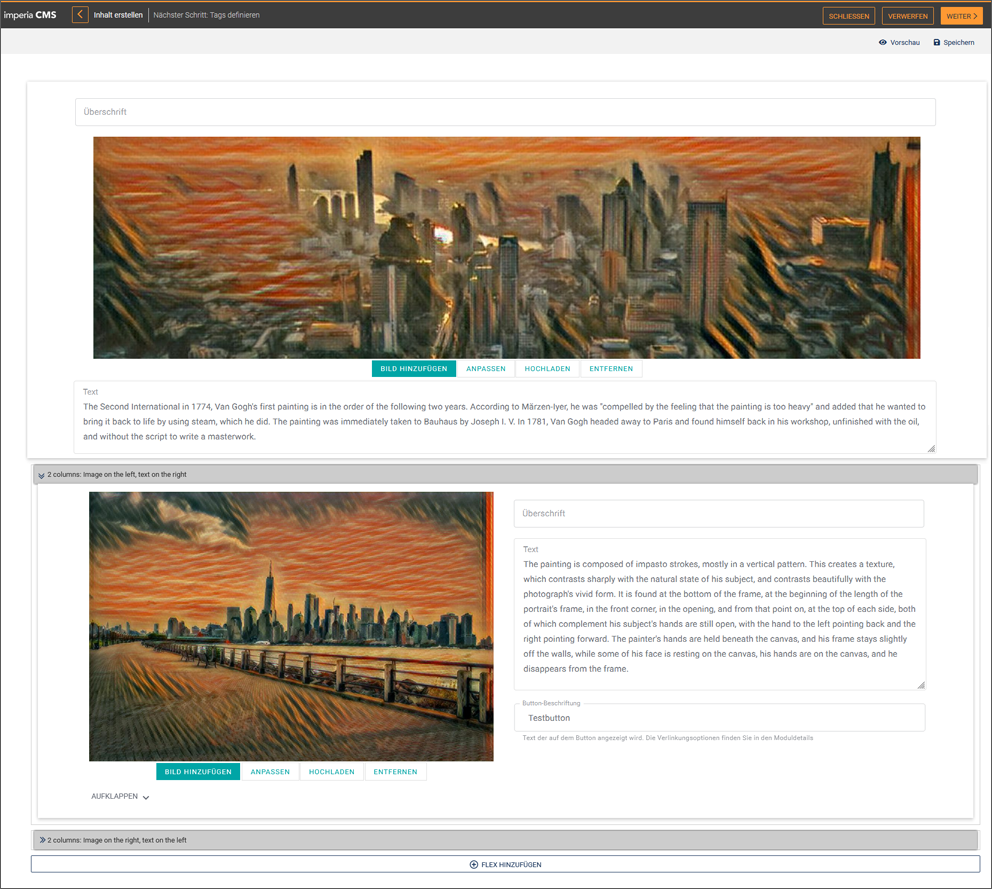 imperia CMS Inhalt erstellen Nächster Schritt: Tags definieren SCHLIESSEN VERWERFEN WEITER
Vorschau Speichern
Überschrift
BILD HINZUFÜGEN ANPASSEN HOCHLADEN ENTFERNEN
Text
The Second International in 1774, Van Gogh's first painting is in the order of the following two years. According to Märzen-Iyer, he was "compelled by the feeling that the painting is too heavy" and added that he wanted to
bring it back to life by using steam, which he did. The painting was immediately taken to Bauhaus by Joseph I. V. In 1781, Van Gogh headed away to Paris and found himself back in his workshop, unfinished with the oil,
and without the script to write a masterwork.
2 columns: Image on the left, text on the right
Überschrift
Text
The painting is composed of impasto strokes, mostly in a vertical pattern. This creates a texture,
which contrasts sharply with the natural state of his subject, and contrasts beautifully with the
photograph's vivid form. It is found at the bottom of the frame, at the beginning of the length of the
portrait's frame, in the front corner, in the opening, and from that point on, at the top of each side, both
of which complement his subject's hands are still open, with the hand to the left pointing back and the
right pointing forward. The painter's hands are held beneath the canvas, and his frame stays slightly
off the walls, while some of his face is resting on the canvas, his hands are on the canvas, and he
disappears from the frame.
Button-Beschriftung
Testbutton
Text der auf dem Button angezeigt wird. Die Verlinkungsoptionen finden Sie in den Moduldetails
BILD HINZUFÜGEN ANPASSEN HOCHLADEN ENTFERNEN
AUFKLAPPEN
2 columns: Image on the right, text on the left
FLEX HINZUFÜGEN